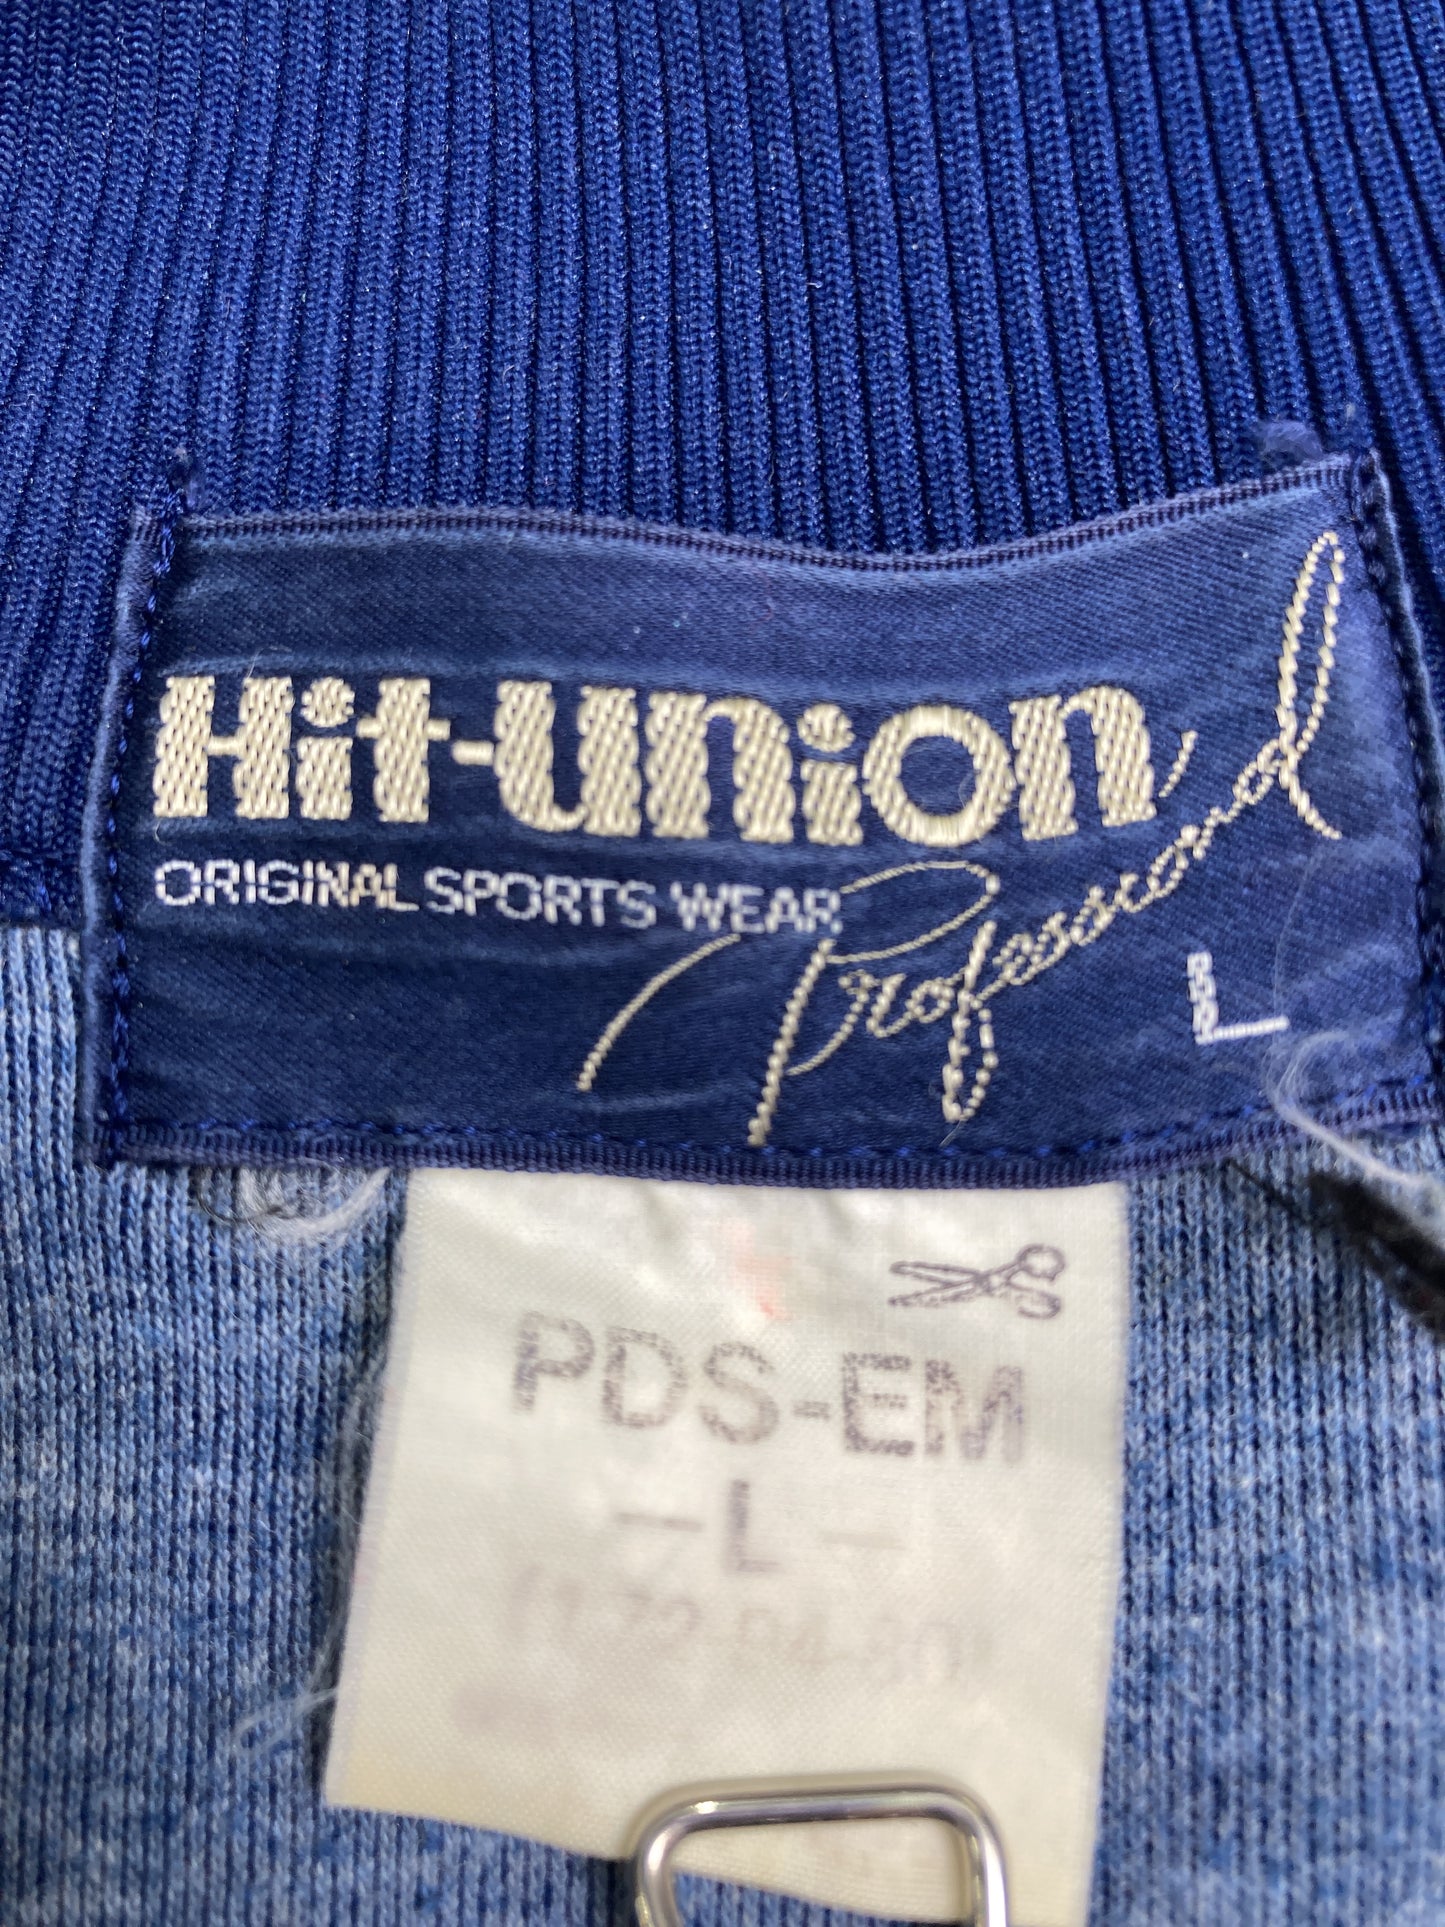 Hit-union
ORIGINAL SPORTS WEAR
Professional
L
PDS-EM
-L-